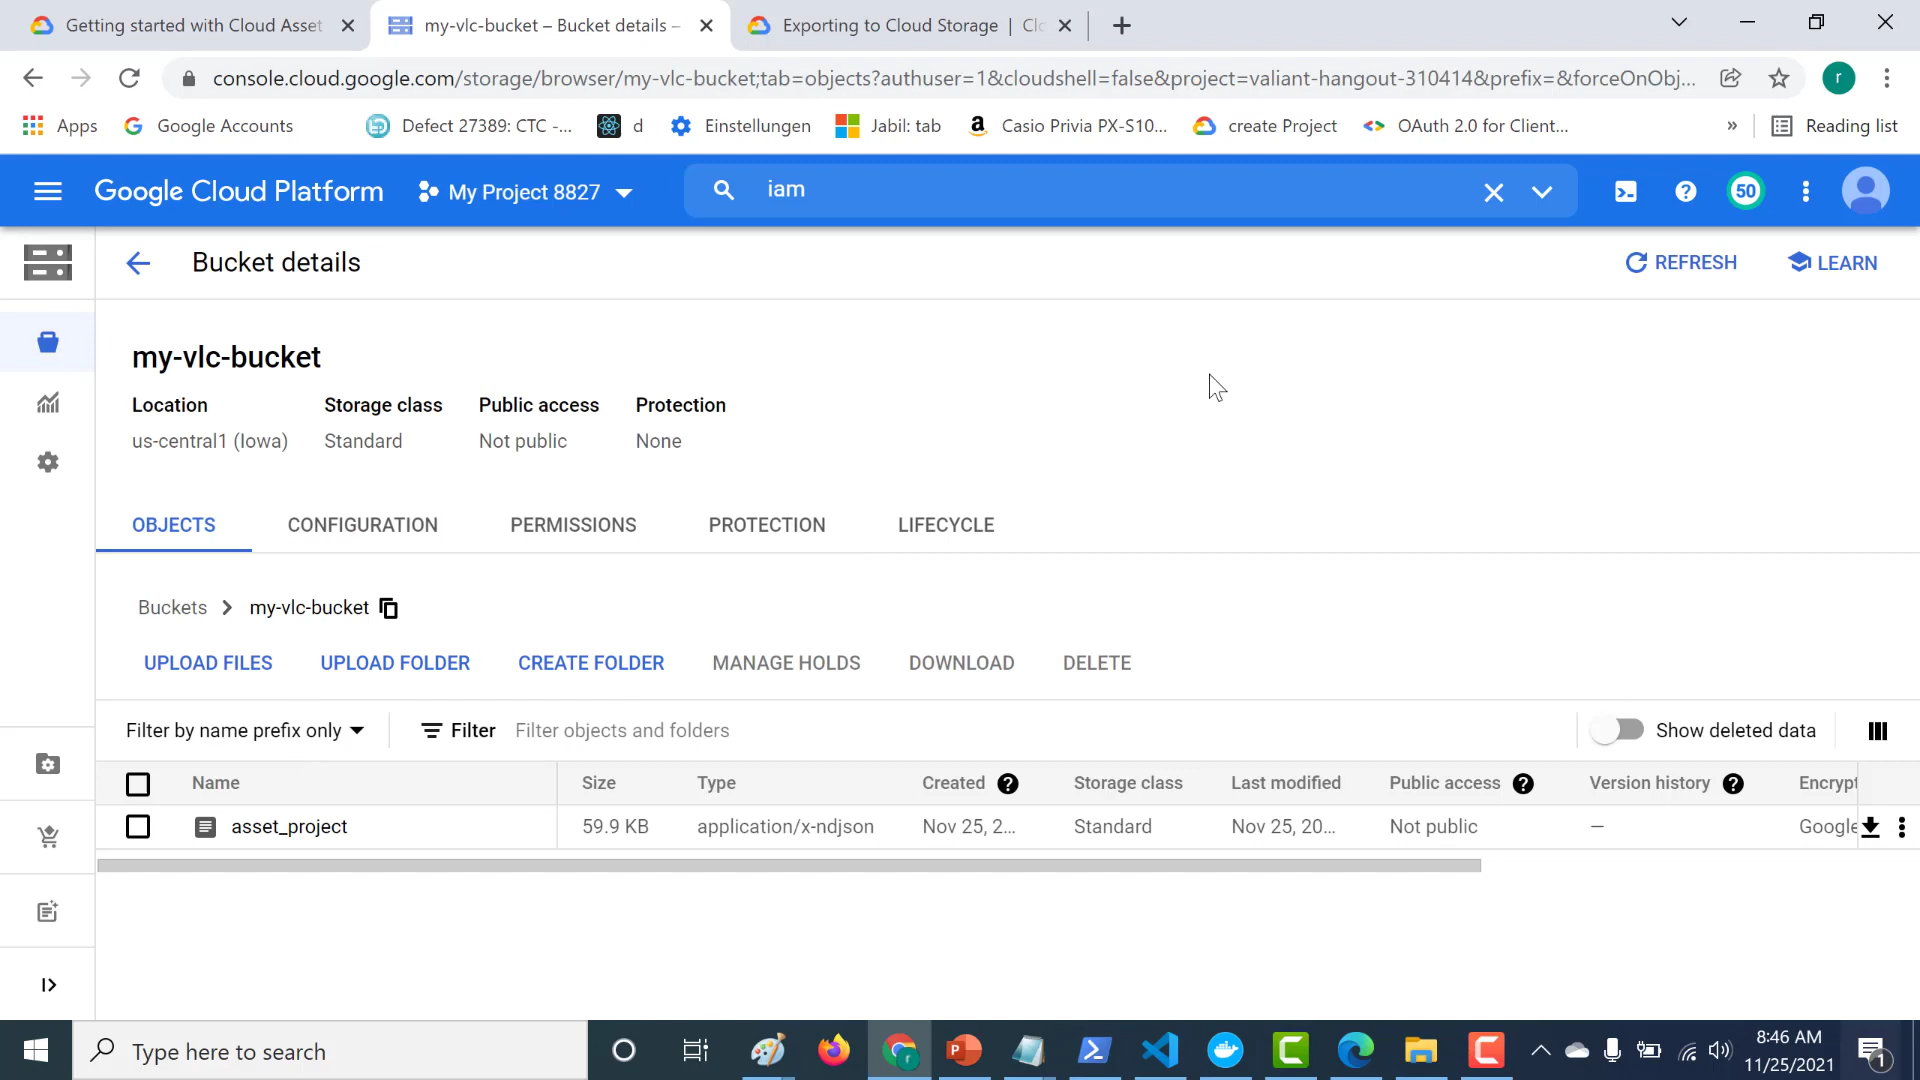 Getting started with Cloud Asset
my-vlc-bucket – Bucket details –
Exporting to Cloud Storage | Clo
console.cloud.google.com/storage/browser/my-vlc-bucket;tab=objects?authuser=1&cloudshell=false&project=valiant-hangout-310414&prefix=&forceOnObj...
r
Apps
Google Accounts
Defect 27389: CTC -...
d
Einstellungen
Jabil: tab
a
Casio Privia PX-S10...
create Project
OAuth 2.0 for Client...
»
Reading list
Google Cloud Platform
My Project 8827
iam
50
Bucket details
REFRESH
LEARN
my-vlc-bucket
Location
Storage class
Public access
Protection
us-central1 (Iowa)
Standard
Not public
None
OBJECTS
CONFIGURATION
PERMISSIONS
PROTECTION
LIFECYCLE
Buckets > my-vlc-bucket
UPLOAD FILES
UPLOAD FOLDER
CREATE FOLDER
MANAGE HOLDS
DOWNLOAD
DELETE
Filter by name prefix only
Filter
Filter objects and folders
Show deleted data
Name
Size
Type
Created
Storage class
Last modified
Public access
Version history
Encrypt
asset_project
59.9 KB
application/x-ndjson
Nov 25, 2...
Standard
Nov 25, 20...
Not public
—
Google
Type here to search
8:46 AM
11/25/2021
1